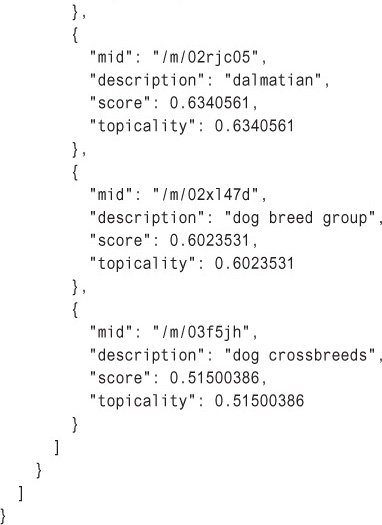 },
{
"mid": "/m/02rjc05",
"description": "dalmatian",
"score": 0.6340561,
"topicality": 0.6340561
},
{
"mid": "/m/02xl47d",
"description": "dog breed group",
"score": 0.6023531,
"topicality": 0.6023531
},
{
"mid": "/m/03f5jh",
"description": "dog crossbreeds",
"score": 0.51500386,
"topicality": 0.51500386
}
]
}
]
}